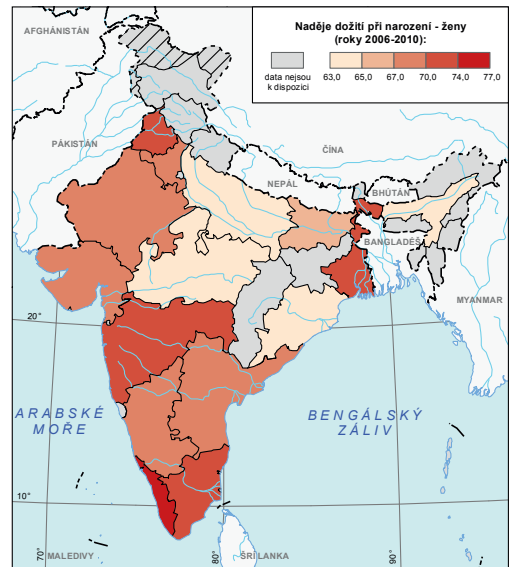 Naděje dožití při narození - ženy
(roky 2006-2010):
data nejsou
k dispozici
63,0 65,0 67,0 70,0 74,0 77,0
AFGHÁNISTÁN
PÁKISTÁN
ČÍNA
NEPÁL
BHÚTÁN
BANGLADÉŠ
MYANMAR
20°
ARABSKÉ
MOŘE
BENGÁLSKÝ
ZÁLIV
10°
70°
MALEDIVY
80°
SRÍ LANKA
90°